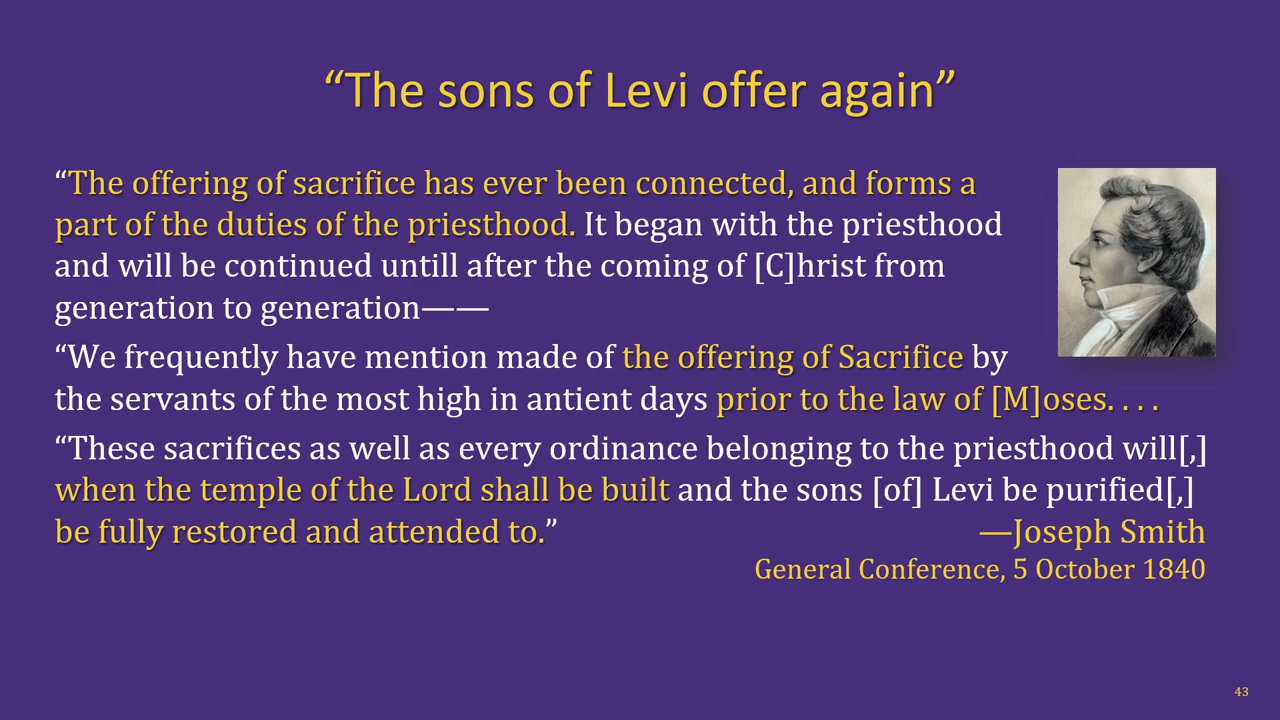 “The sons of Levi offer again”
“The offering of sacrifice has ever been connected, and forms a
part of the duties of the priesthood. It began with the priesthood
and will be continued untill after the coming of [C]hrist from
generation to generation——
“We frequently have mention made of the offering of Sacrifice by
the servants of the most high in antient days prior to the law of [M]oses. . . .
“These sacrifices as well as every ordinance belonging to the priesthood will[,]
when the temple of the Lord shall be built and the sons [of] Levi be purified[,]
be fully restored and attended to.” —Joseph Smith
General Conference, 5 October 1840
43